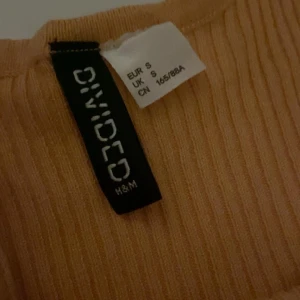 DIVIDED
H&M
EUR S
UK S
CN 165/88A